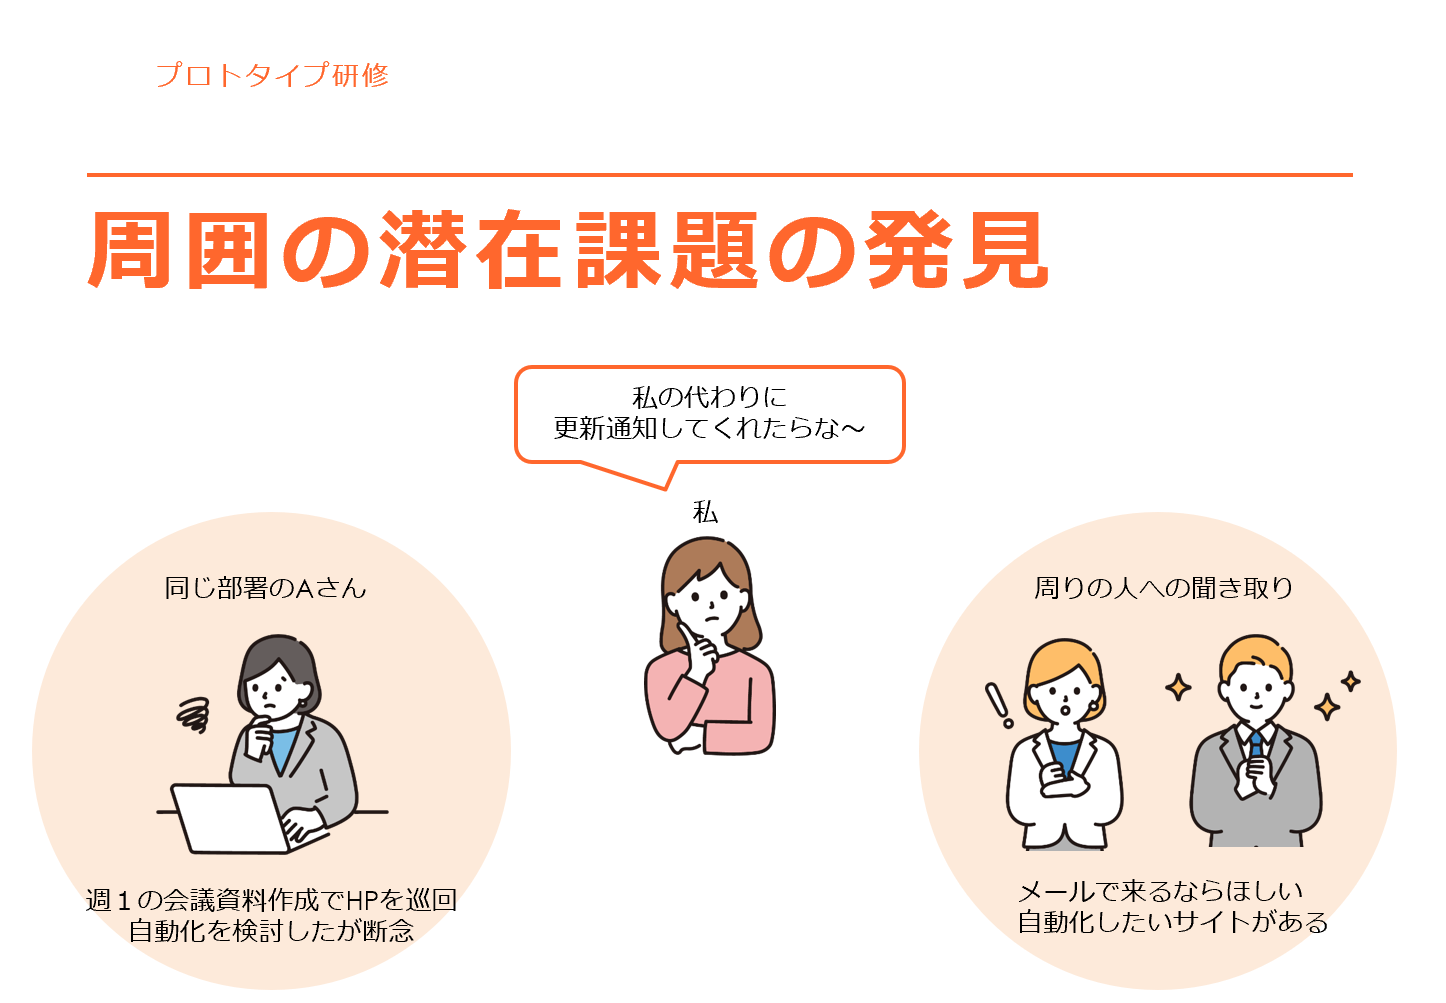 プロトタイプ研修
周囲の潜在課題の発見
私の代わりに
更新通知してくれたらな～
私
同じ部署のAさん
週１の会議資料作成でHPを巡回
自動化を検討したが断念
周りの人への聞き取り
メールで来るならほしい
自動化したいサイトがある